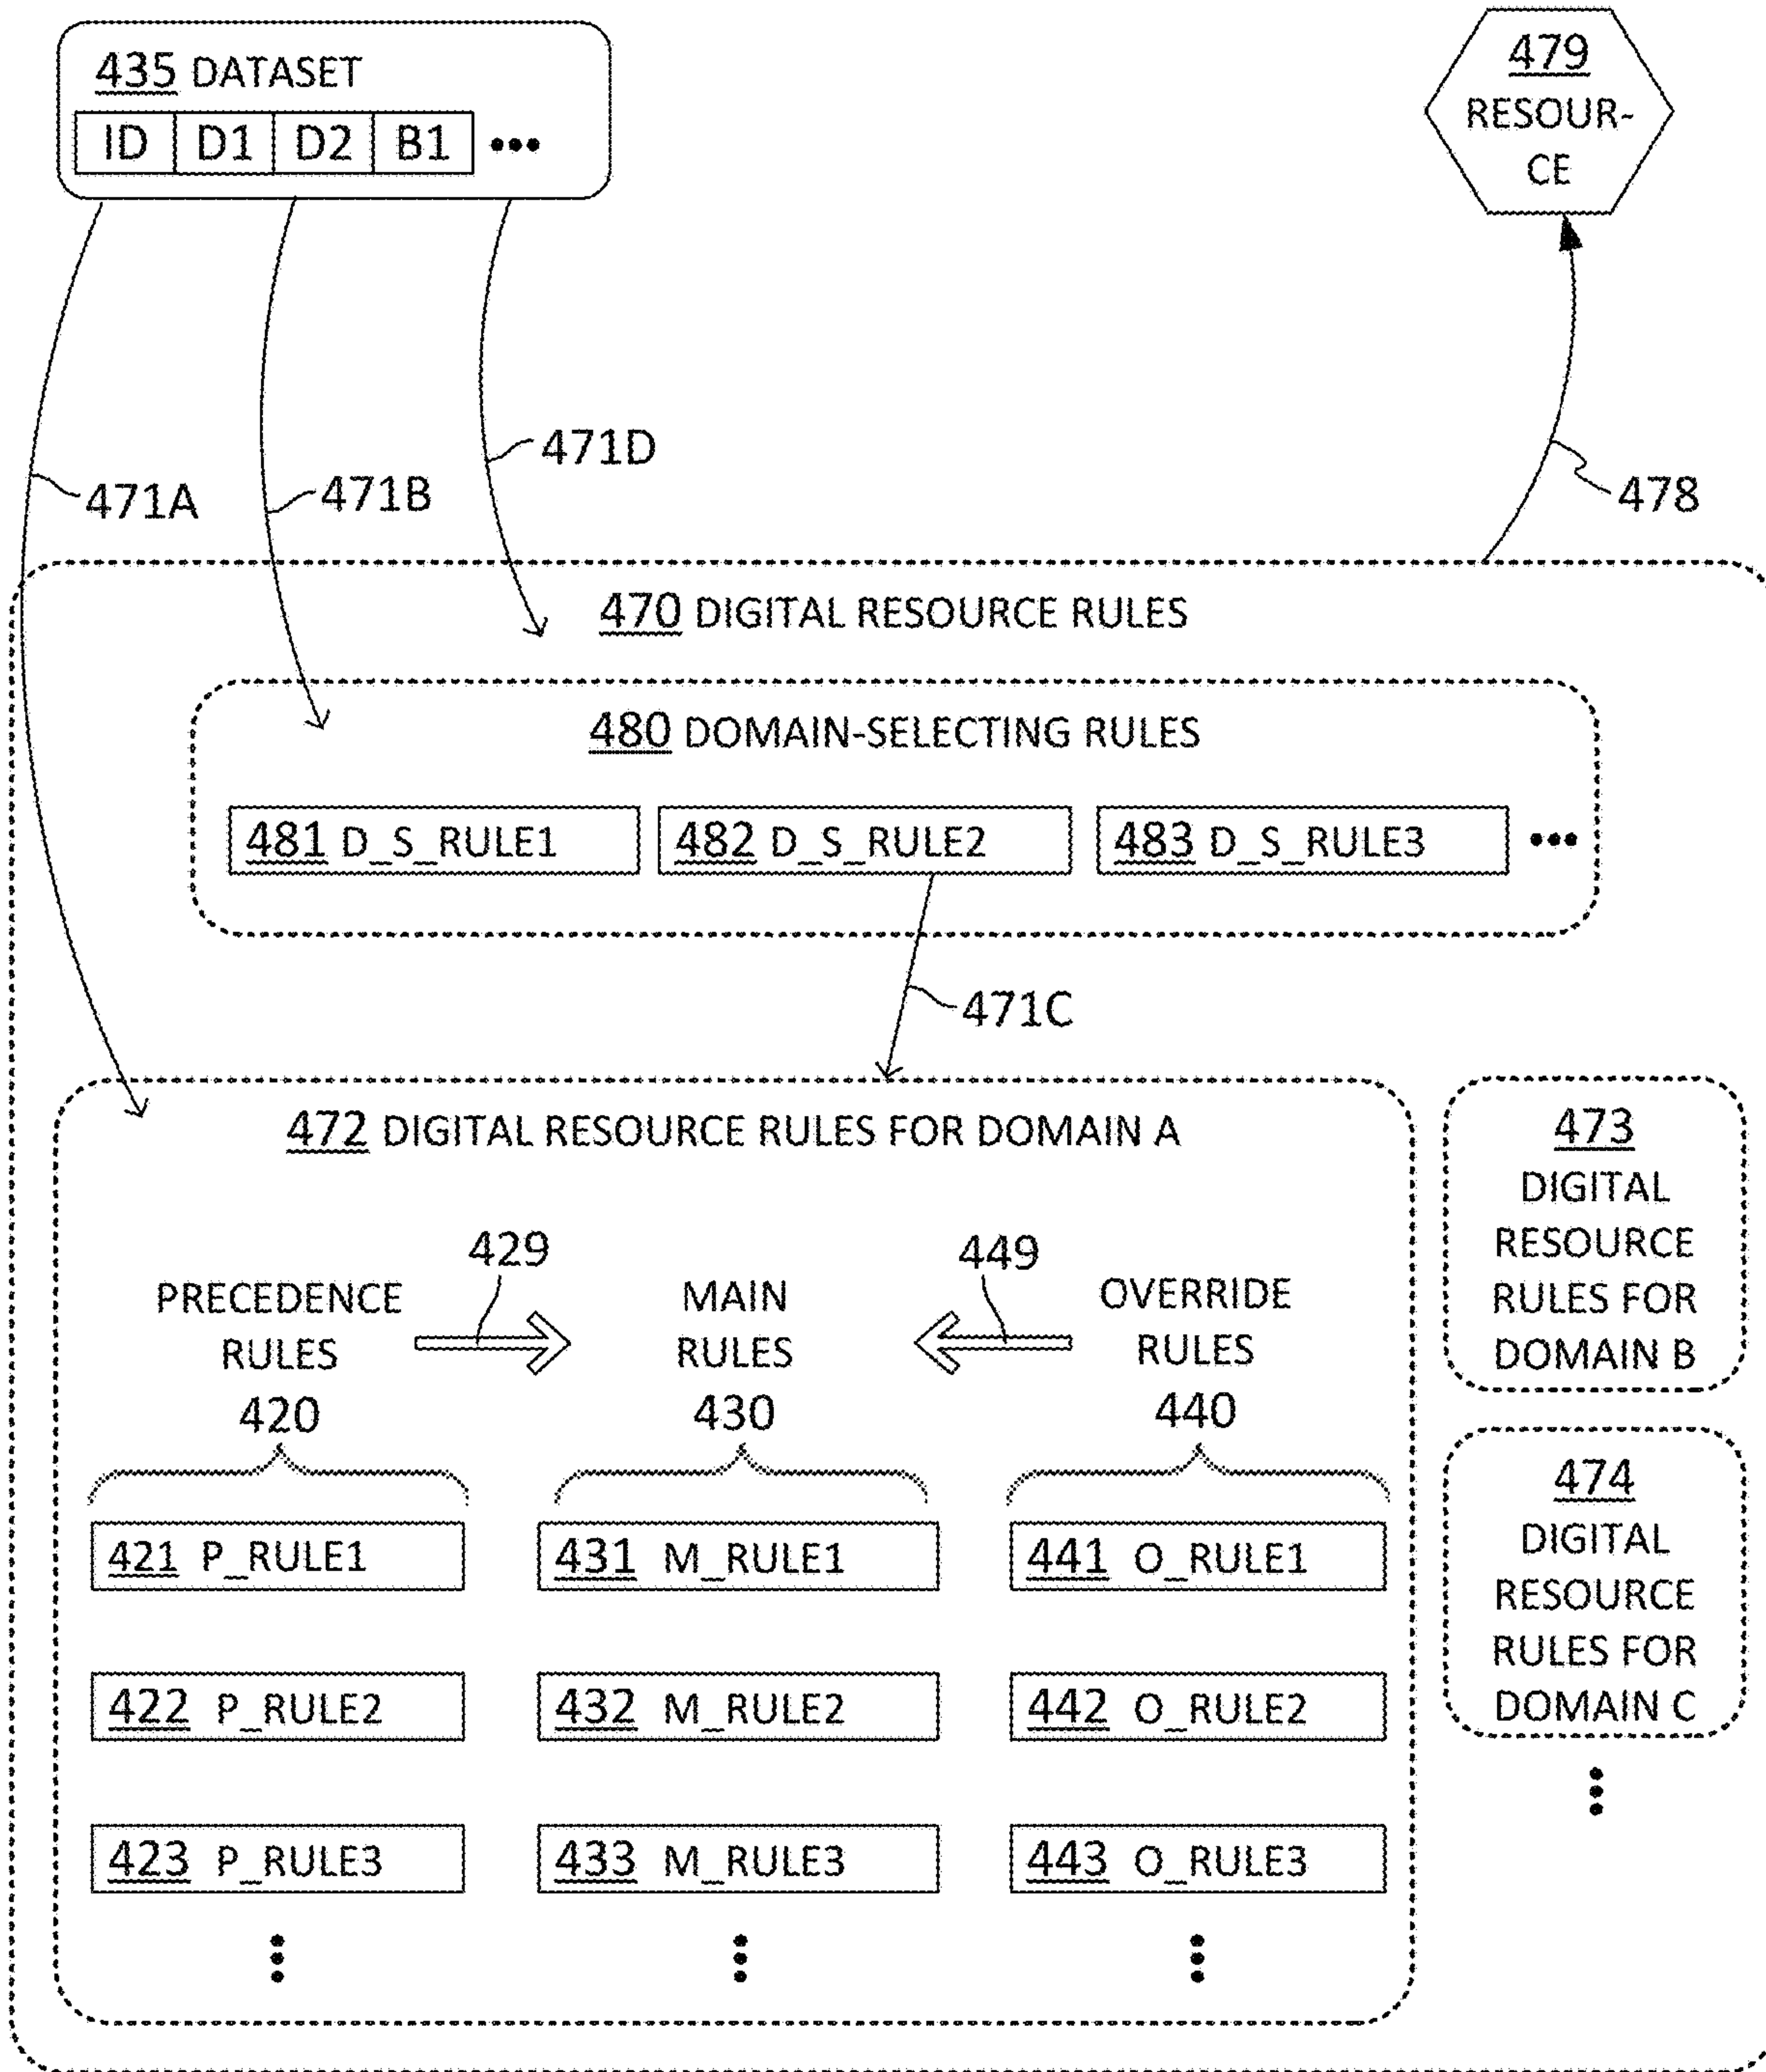 435 DATASET
ID D1 D2 B1 •••
479
RESOUR-
CE
471A
471B
471D
478
470 DIGITAL RESOURCE RULES
480 DOMAIN-SELECTING RULES
481 D_S_RULE1
482 D_S_RULE2
483 D_S_RULE3 •••
471C
472 DIGITAL RESOURCE RULES FOR DOMAIN A
429
449
PRECEDENCE
RULES
420
MAIN
RULES
430
OVERRIDE
RULES
440
421 P_RULE1
431 M_RULE1
441 O_RULE1
422 P_RULE2
432 M_RULE2
442 O_RULE2
423 P_RULE3
433 M_RULE3
443 O_RULE3
473
DIGITAL
RESOURCE
RULES FOR
DOMAIN B
474
DIGITAL
RESOURCE
RULES FOR
DOMAIN C